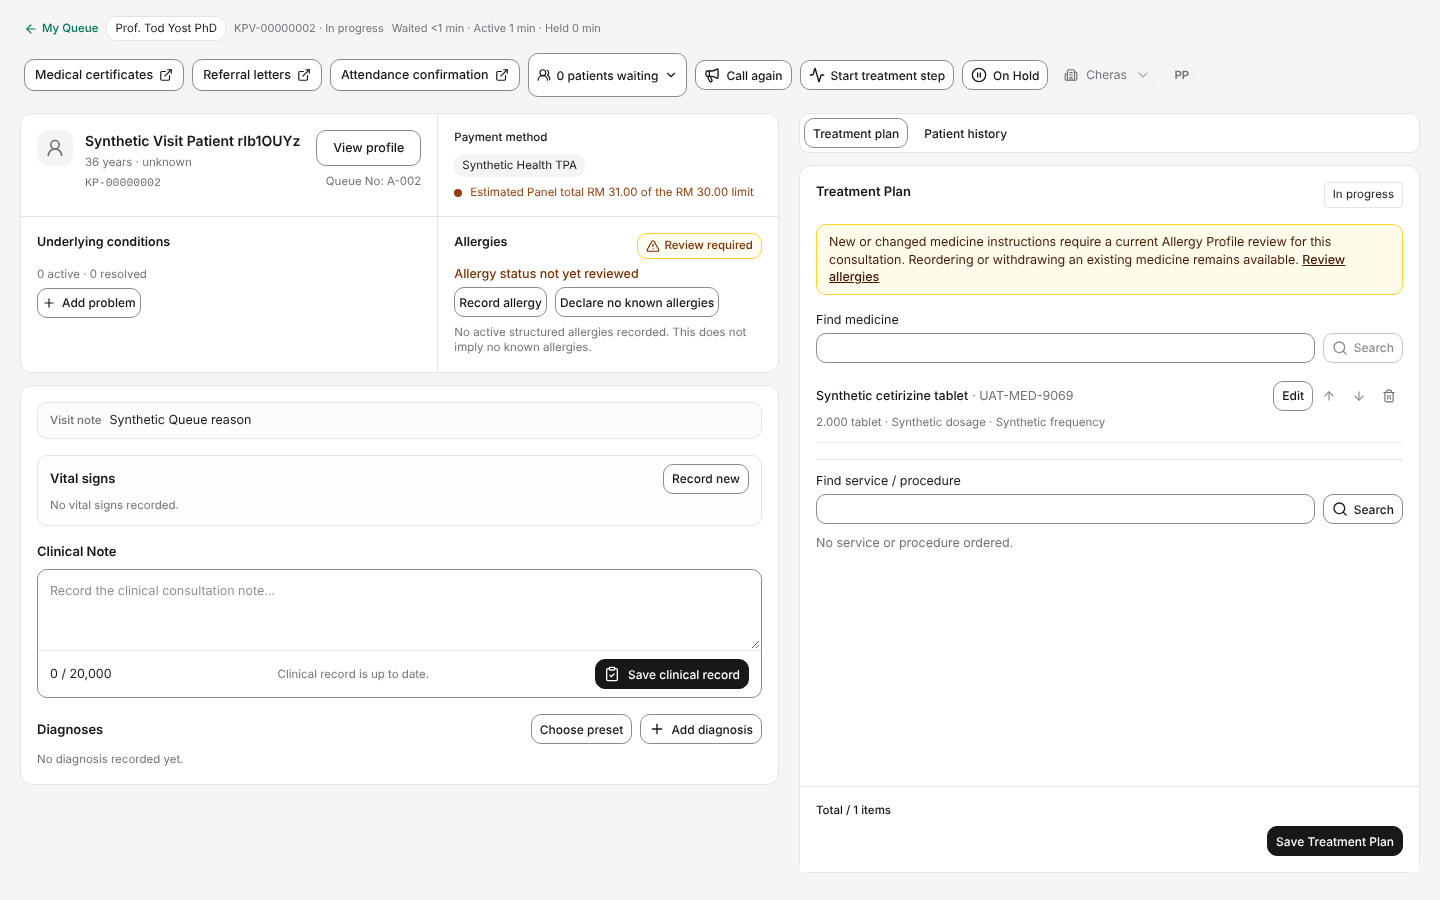 My Queue
Prof. Tod Yost PhD
KPV-00000002 · In progress
Waited <1 min · Active 1 min · Held 0 min
Medical certificates
Referral letters
Attendance confirmation
0 patients waiting
Call again
Start treatment step
On Hold
Cheras
PP
Synthetic Visit Patient rlb1OUYz
36 years · unknown
KP-00000002
View profile
Queue No: A-002
Payment method
Synthetic Health TPA
Estimated Panel total RM 31.00 of the RM 30.00 limit
Underlying conditions
0 active · 0 resolved
Add problem
Allergies
Review required
Allergy status not yet reviewed
Record allergy
Declare no known allergies
No active structured allergies recorded. This does not
imply no known allergies.
Visit note Synthetic Queue reason
Vital signs
Record new
No vital signs recorded.
Clinical Note
Record the clinical consultation note...
0 / 20,000
Clinical record is up to date.
Save clinical record
Diagnoses
Choose preset
Add diagnosis
No diagnosis recorded yet.
Treatment plan
Patient history
Treatment Plan
In progress
New or changed medicine instructions require a current Allergy Profile review for this
consultation. Reordering or withdrawing an existing medicine remains available. Review
allergies
Find medicine
Search
Synthetic cetirizine tablet · UAT-MED-9069
Edit
2.000 tablet · Synthetic dosage · Synthetic frequency
Find service / procedure
Search
No service or procedure ordered.
Total / 1 items
Save Treatment Plan